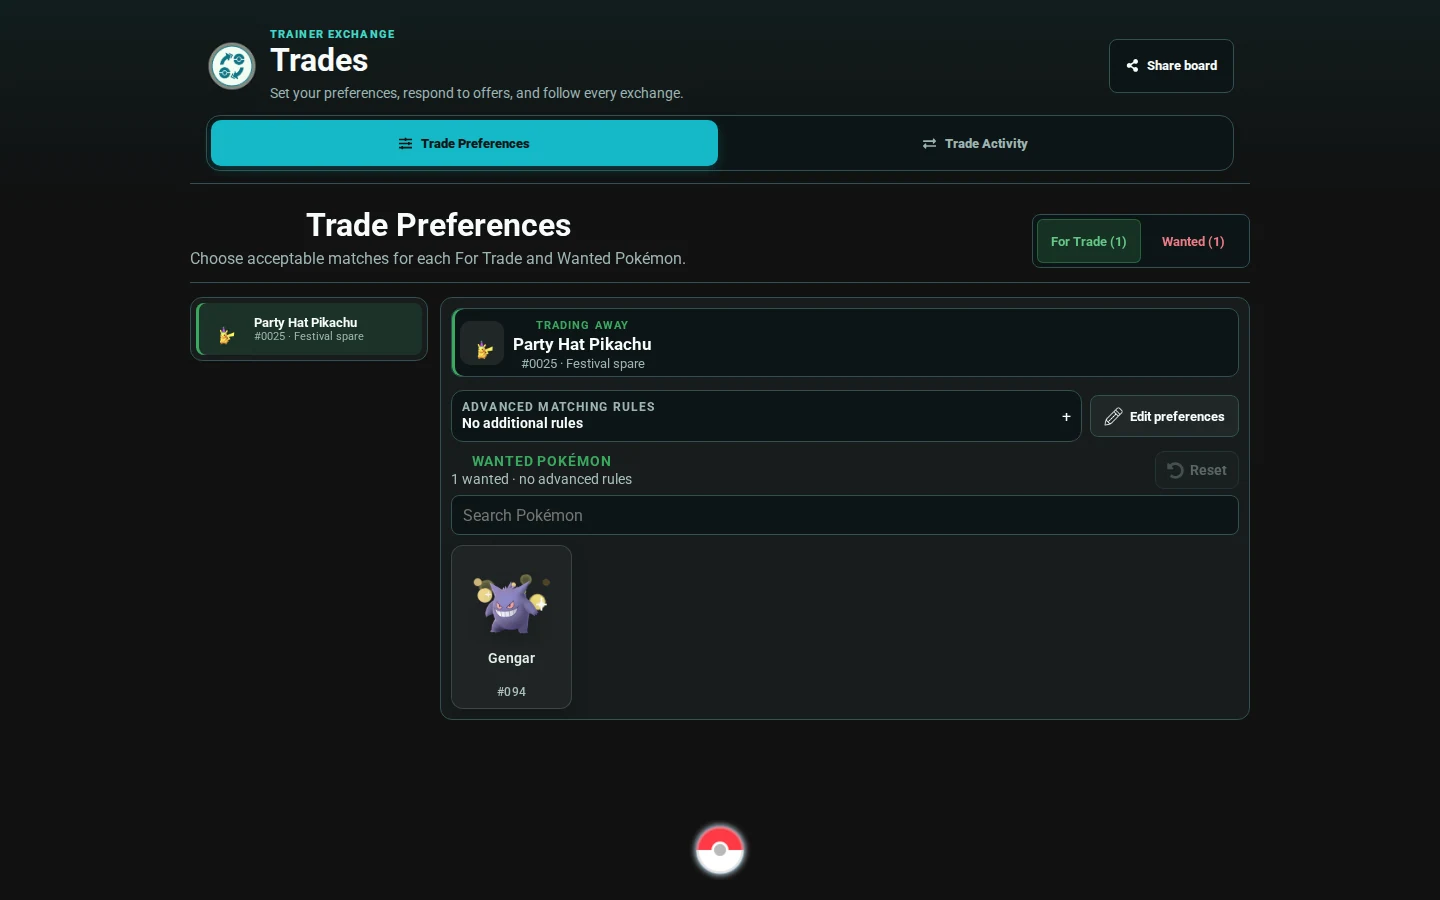 TRAINER EXCHANGE
Trades
Set your preferences, respond to offers, and follow every exchange.
Share board
Trade Preferences
Trade Activity
Trade Preferences
Choose acceptable matches for each For Trade and Wanted Pokémon.
For Trade (1)
Wanted (1)
Party Hat Pikachu
#0025 · Festival spare
TRADING AWAY
Party Hat Pikachu
#0025 · Festival spare
ADVANCED MATCHING RULES
No additional rules
+
Edit preferences
WANTED POKÉMON
1 wanted · no advanced rules
Reset
Search Pokémon
Gengar
#094